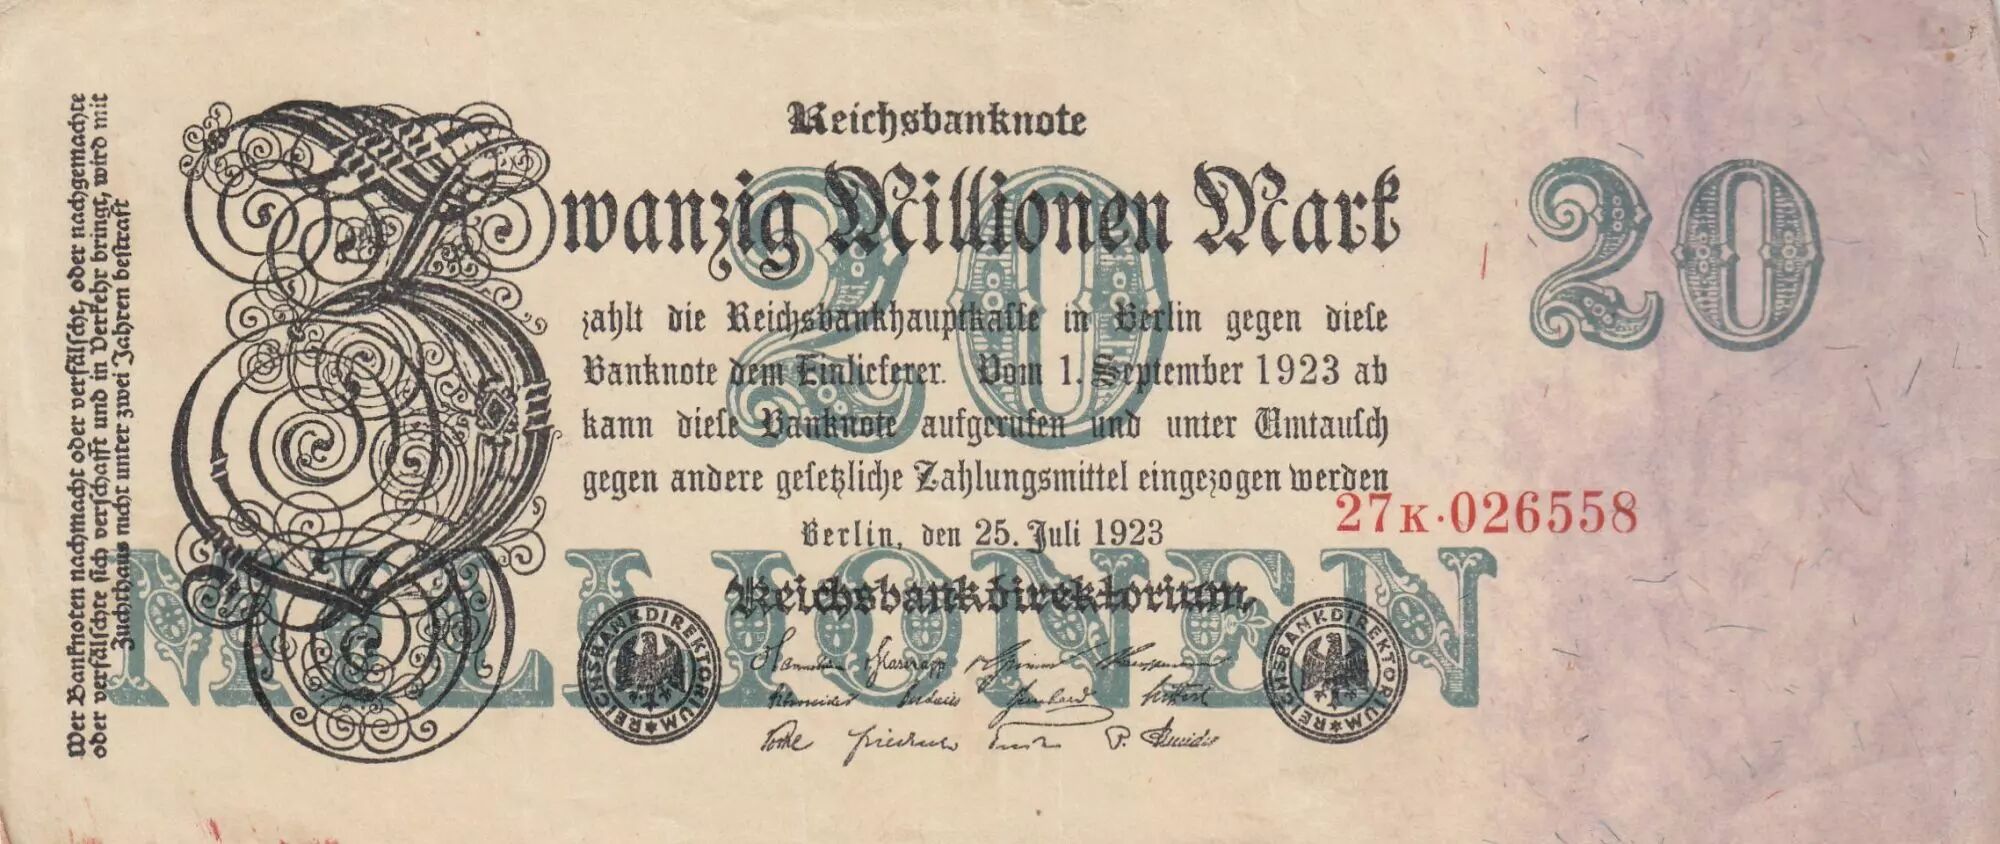 Wer Banknoten nachmacht oder verfälscht, oder nachgemachte
oder verfälschte sich verschafft und in Verkehr bringt, wird mit
Zuchthaus nicht unter zwei Jahren bestraft
Reichsbanknote
Zwanzig Millionen Mark
20
20
zahlt die Reichsbankhauptkasse in Berlin gegen diese
Banknote dem Einlieferer. Vom 1. September 1923 ab
kann diese Banknote aufgerufen und unter Umtausch
gegen andere gesetzliche Zahlungsmittel eingezogen werden
27K·026558
Berlin, den 25. Juli 1923
MILLIONEN
Reichsbankdirektorium
REICHSBANKDIREKTORIUM
REICHSBANKDIREKTORIUM